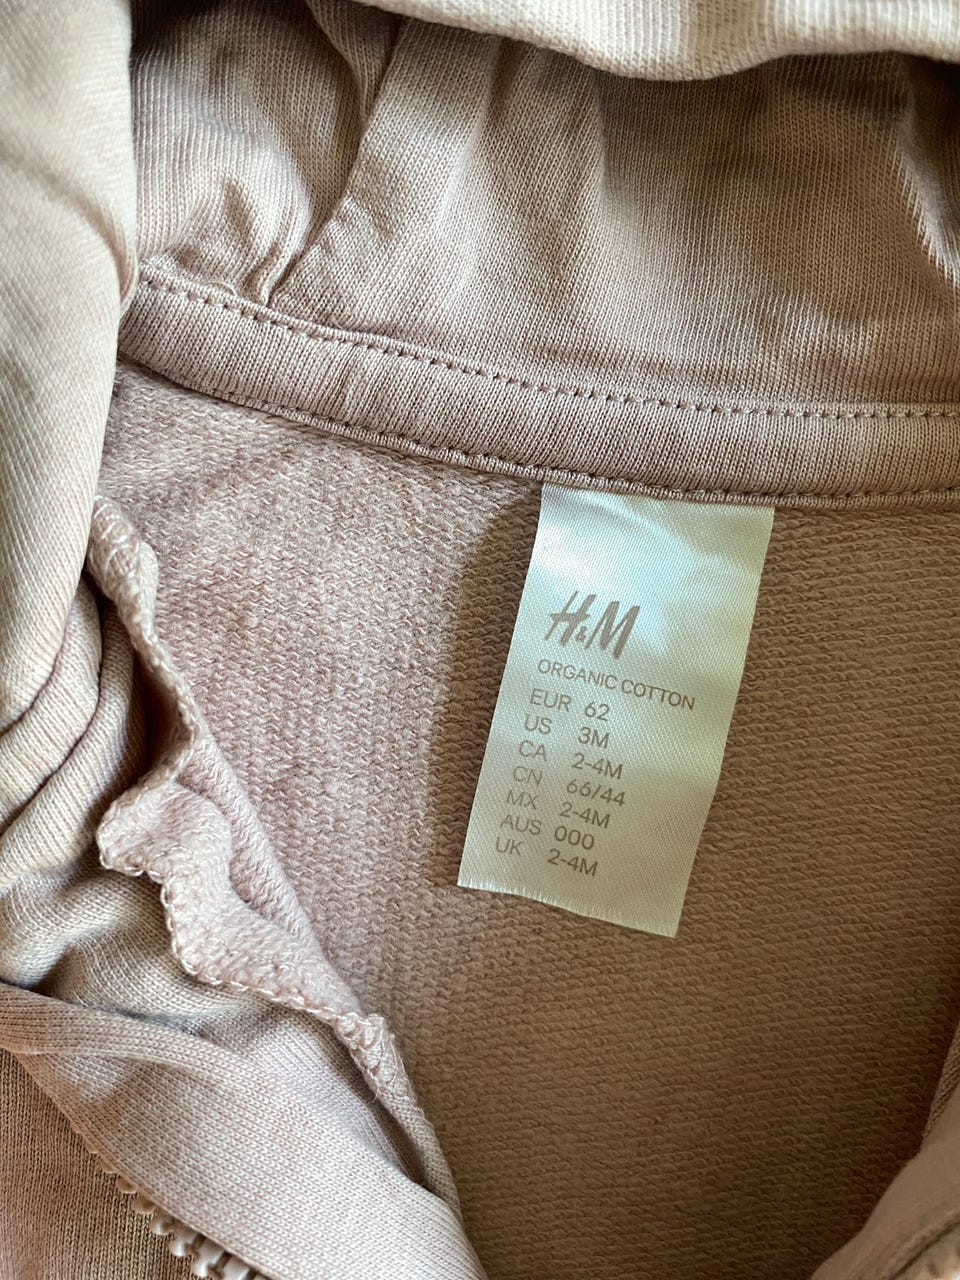 H&M
ORGANIC COTTON
EUR 62
US 3M
CA 2-4M
CN 66/44
MX 2-4M
AUS 000
UK 2-4M